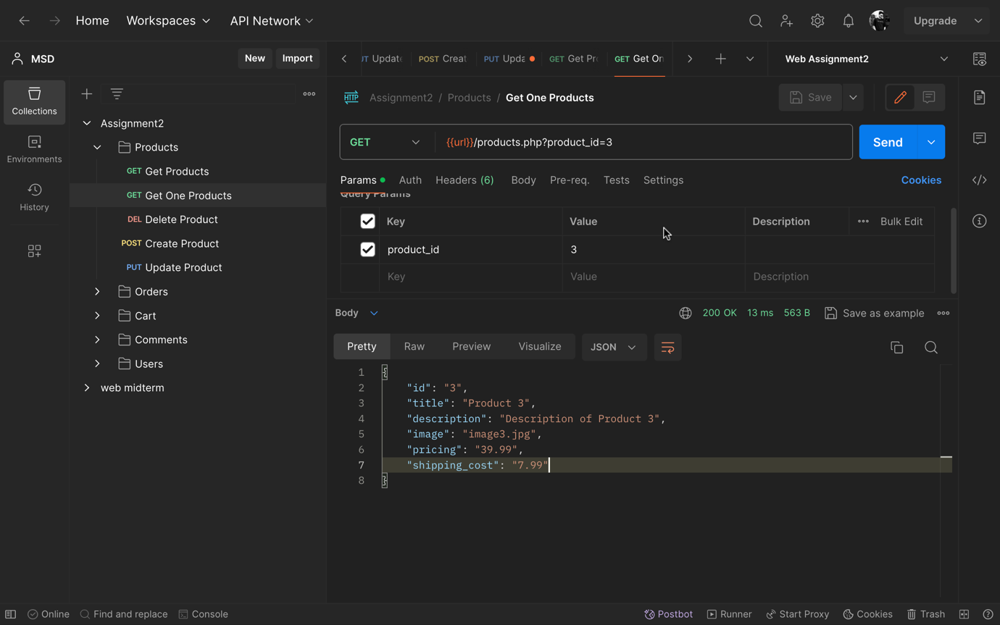 Home Workspaces API Network Upgrade
MSD New Import
Update POST Creat PUT Upda GET Get Pr GET Get On Web Assignment2
Collections
Environments
History
Assignment2
Products
GET Get Products
GET Get One Products
DEL Delete Product
POST Create Product
PUT Update Product
Orders
Cart
Comments
Users
web midterm
HTTP Assignment2 / Products / Get One Products Save
GET {{url}}/products.php?product_id=3 Send
Params Auth Headers (6) Body Pre-req. Tests Settings Cookies
Query Params
Key Value Description Bulk Edit
product_id 3
Key Value Description
Body 200 OK 13 ms 563 B Save as example
Pretty Raw Preview Visualize JSON
1 {
2 "id": "3",
3 "title": "Product 3",
4 "description": "Description of Product 3",
5 "image": "image3.jpg",
6 "pricing": "39.99",
7 "shipping_cost": "7.99"
8 }
Online Find and replace Console Postbot Runner Start Proxy Cookies Trash